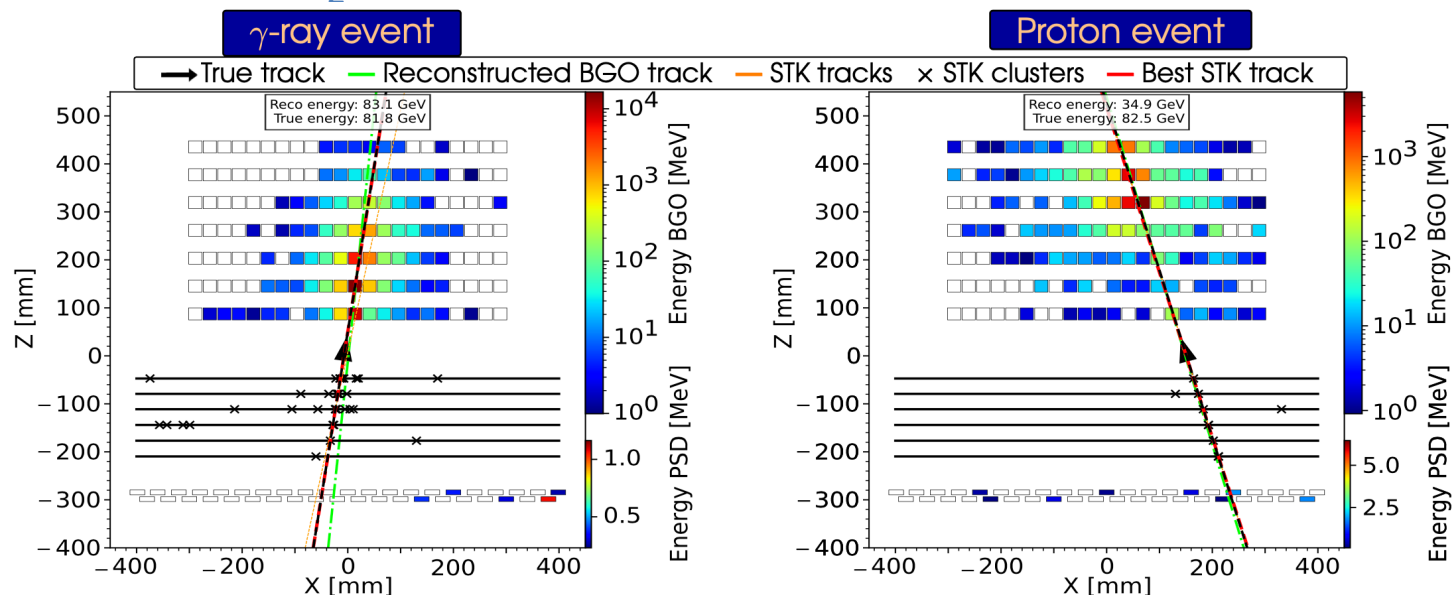 γ-ray event
Proton event
True track Reconstructed BGO track STK tracks STK clusters Best STK track
Reco energy: 83.1 GeV
True energy: 81.8 GeV
500
400
300
200
100
0
−100
−200
−300
−400
Z [mm]
−400 −200 0 200 400
X [mm]
10^4
10^3
10^2
10^1
10^0
Energy BGO [MeV]
1.0
0.5
Energy PSD [MeV]
Reco energy: 34.9 GeV
True energy: 82.5 GeV
500
400
300
200
100
0
−100
−200
−300
−400
Z [mm]
−400 −200 0 200 400
X [mm]
10^3
10^2
10^1
10^0
Energy BGO [MeV]
5.0
2.5
Energy PSD [MeV]